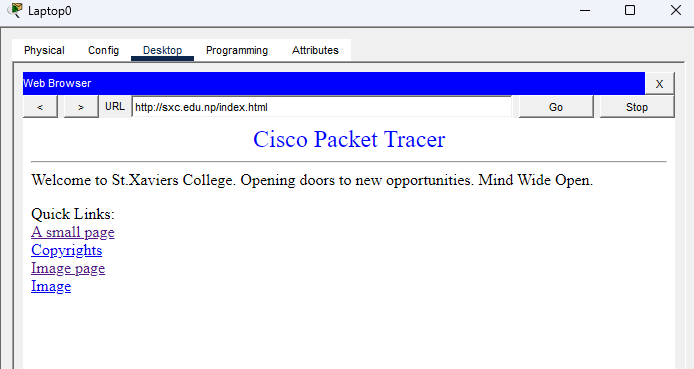 Laptop0
Physical Config Desktop Programming Attributes
Web Browser X
< > URL http://sxc.edu.np/index.html Go Stop
Cisco Packet Tracer
Welcome to St.Xaviers College. Opening doors to new opportunities. Mind Wide Open.
Quick Links:
A small page
Copyrights
Image page
Image